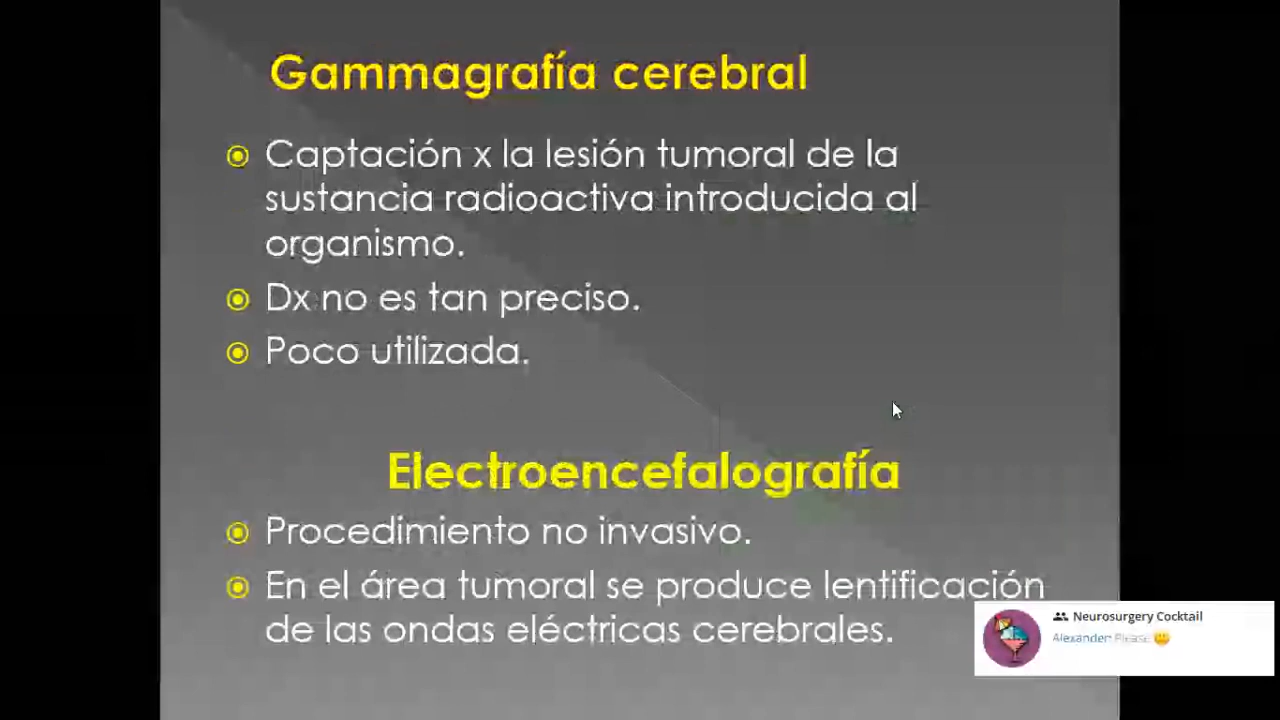 Gammagrafía cerebral
Captación x la lesión tumoral de la
sustancia radioactiva introducida al
organismo.
Dx no es tan preciso.
Poco utilizada.
Electroencefalografía
Procedimiento no invasivo.
En el área tumoral se produce lentificación
de las ondas eléctricas cerebrales.
Neurosurgery Cocktail
Alexander: Please